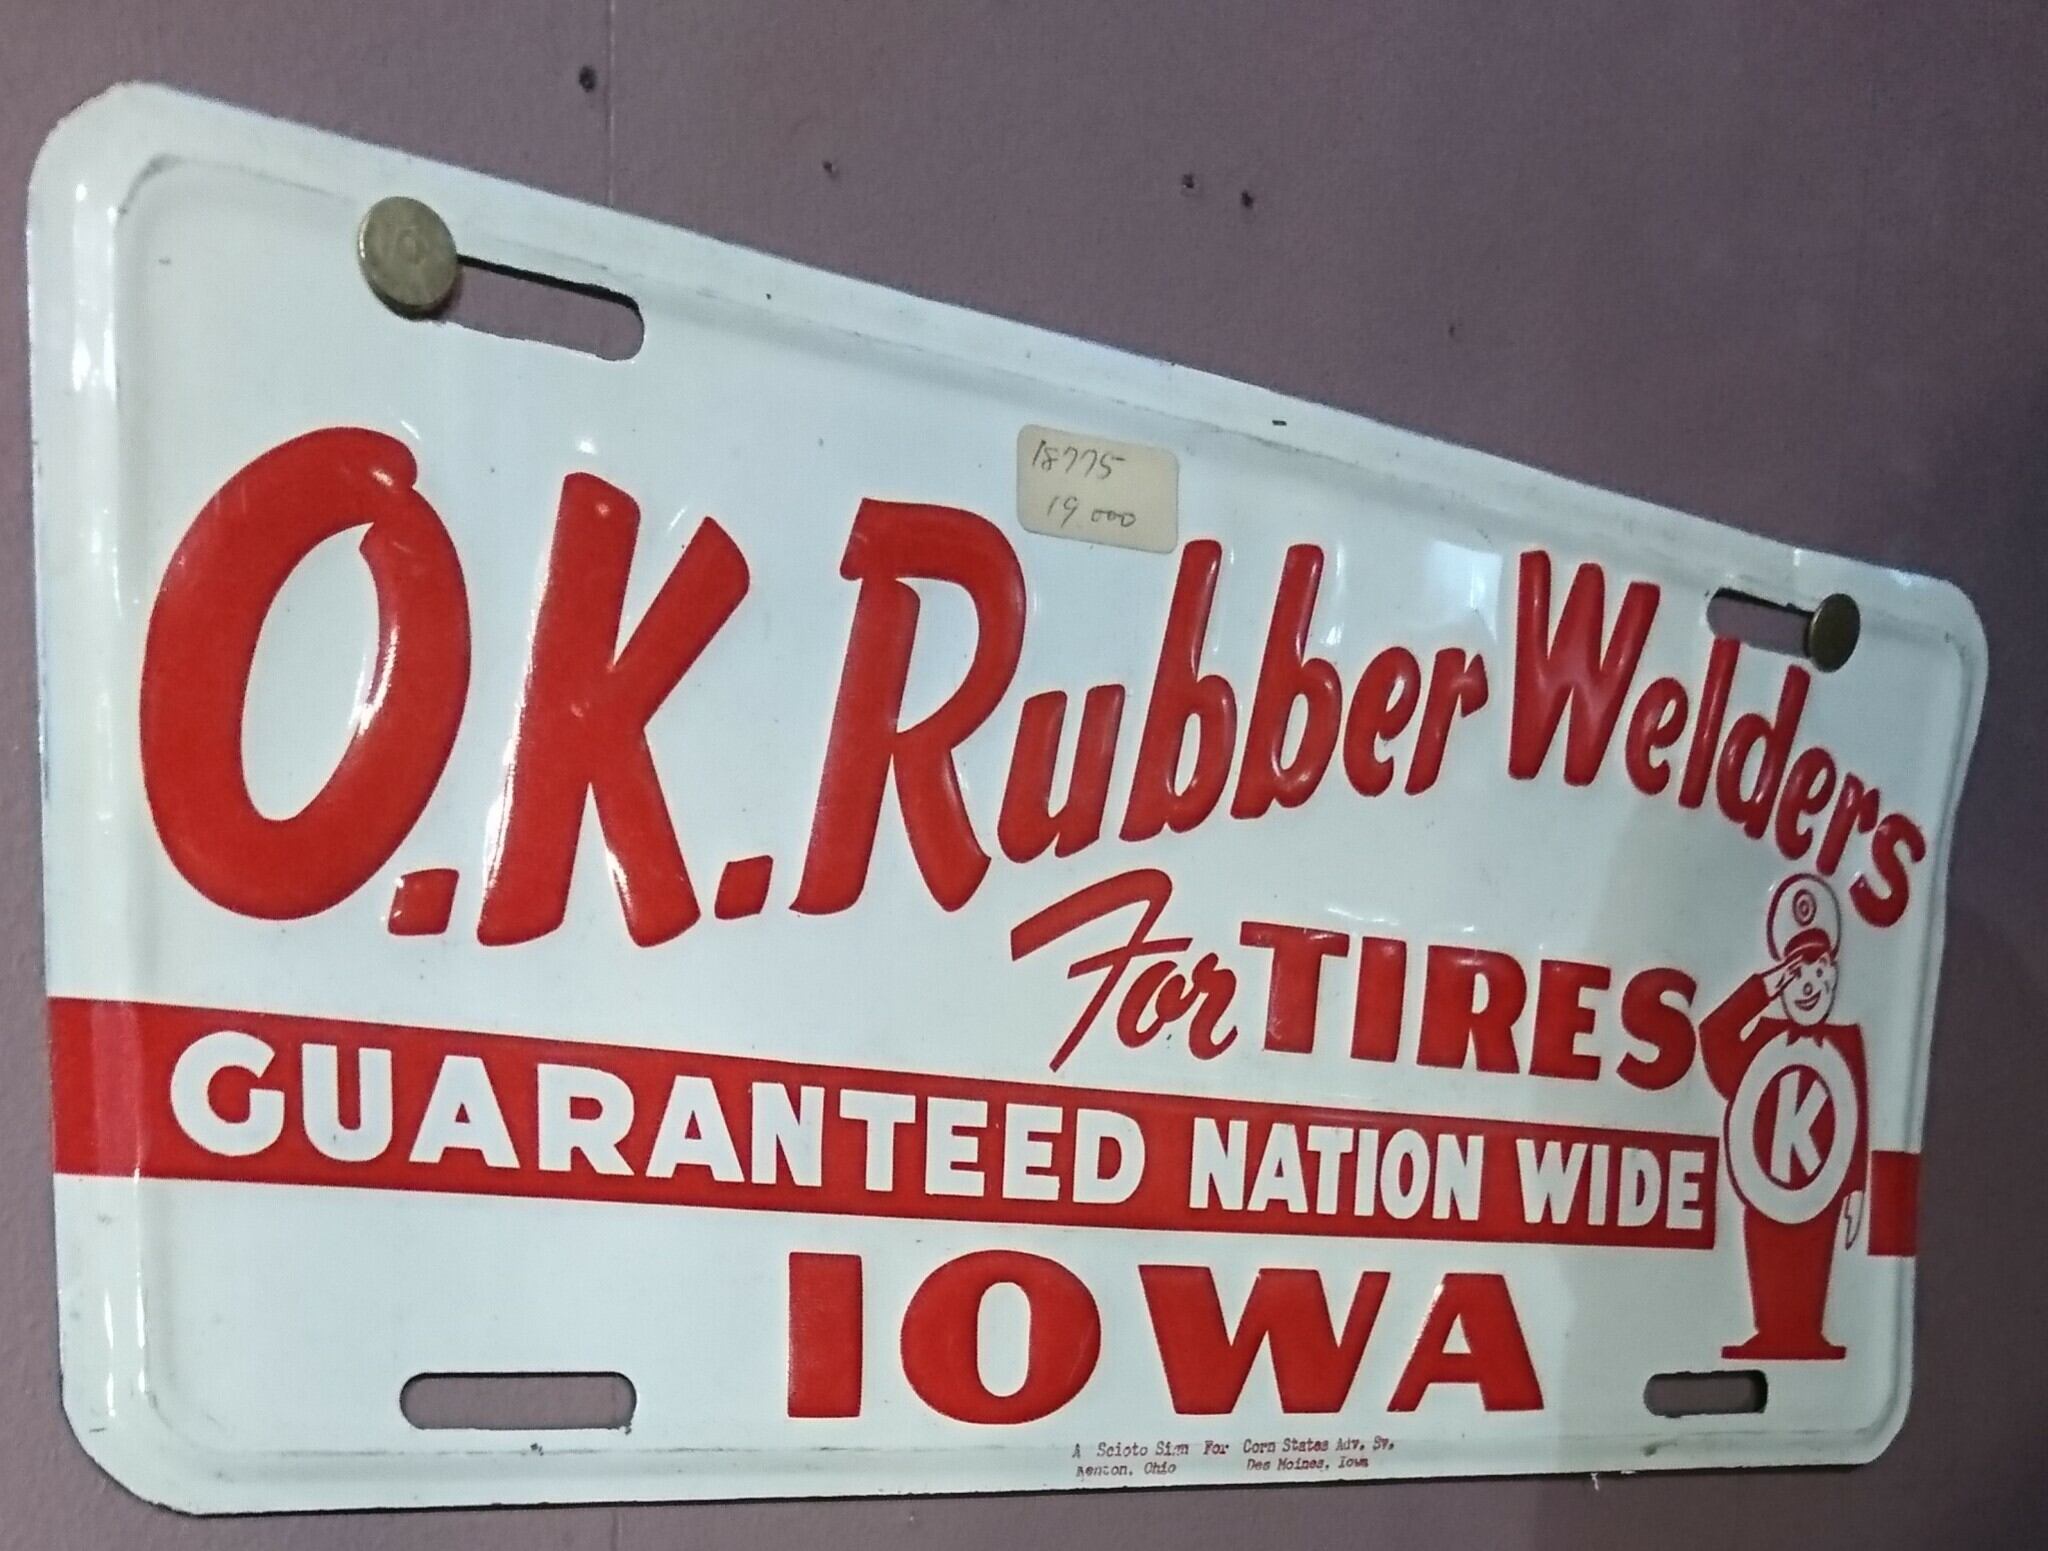 18775
19 000
O.K. Rubber Welders
For TIRES
GUARANTEED NATION WIDE
IOWA
K
A Scioto Sign For Corn States Adv. Sv.
Kenton, Ohio Des Moines, Iowa